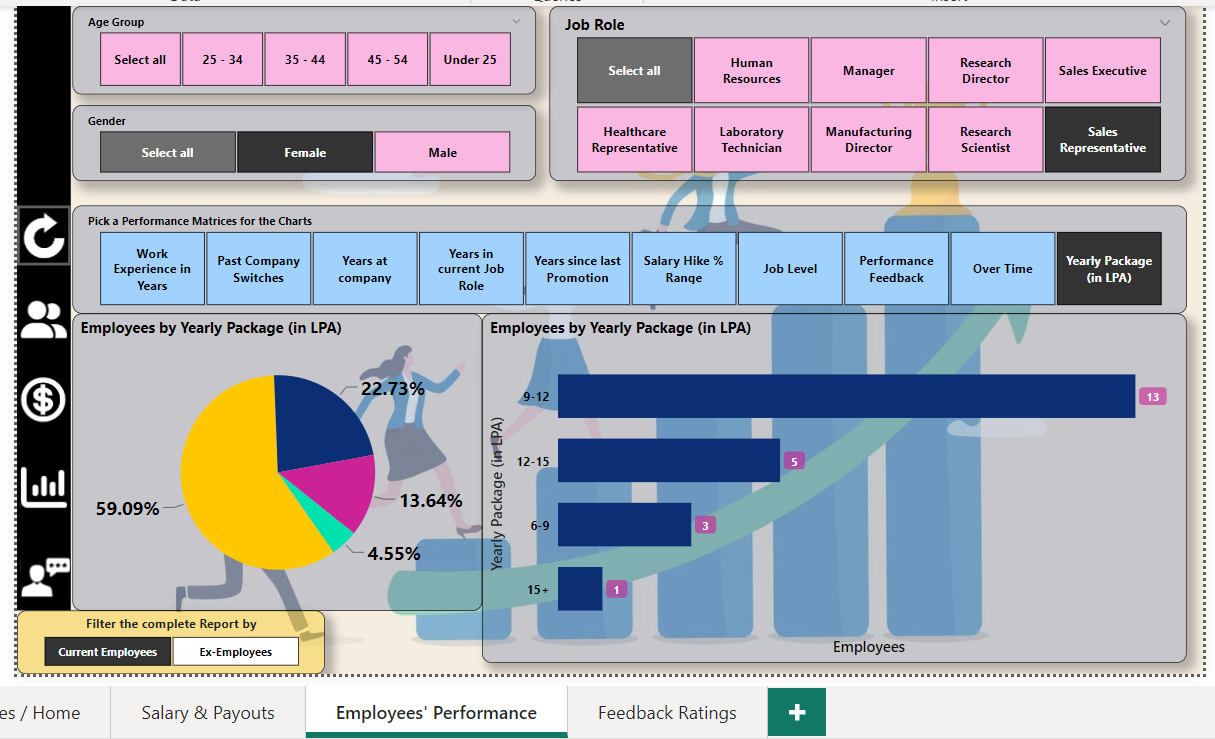 Age Group
Select all
25 - 34
35 - 44
45 - 54
Under 25
Job Role
Select all
Human
Resources
Manager
Research
Director
Sales Executive
Healthcare
Representative
Laboratory
Technician
Manufacturing
Director
Research
Scientist
Sales
Representative
Gender
Select all
Female
Male
Pick a Performance Matrices for the Charts
Work
Experience in
Years
Past Company
Switches
Years at
company
Years in
current Job
Role
Years since last
Promotion
Salary Hike %
Range
Job Level
Performance
Feedback
Over Time
Yearly Package
(in LPA)
Employees by Yearly Package (in LPA)
22.73%
13.64%
4.55%
59.09%
Employees by Yearly Package (in LPA)
Yearly Package (in LPA)
9-12
13
12-15
5
6-9
3
15+
1
Employees
Filter the complete Report by
Current Employees
Ex-Employees
es / Home
Salary & Payouts
Employees' Performance
Feedback Ratings
+